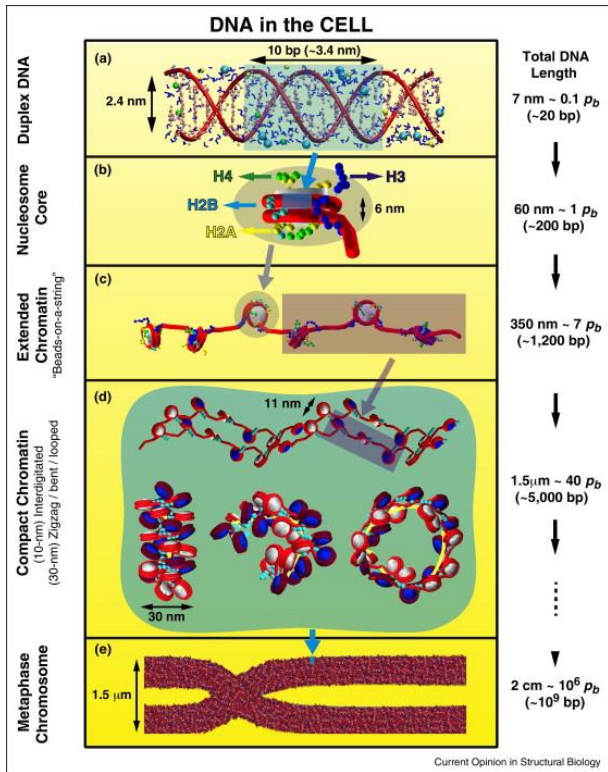 DNA in the CELL
Duplex DNA
(a)
10 bp (~3.4 nm)
2.4 nm
Total DNA
Length
7 nm ~ 0.1 pb
(~20 bp)
Nucleosome
Core
(b)
H4
H3
H2B
6 nm
H2A
60 nm ~ 1 pb
(~200 bp)
Extended
Chromatin
"Beads-on-a-string"
(c)
350 nm ~ 7 pb
(~1,200 bp)
Compact Chromatin
(10-nm) Interdigitated
(30-nm) Zigzag / bent / looped
(d)
11 nm
30 nm
1.5μm ~ 40 pb
(~5,000 bp)
Metaphase
Chromosome
(e)
1.5 μm
2 cm ~ 10⁶ pb
(~10⁹ bp)
Current Opinion in Structural Biology